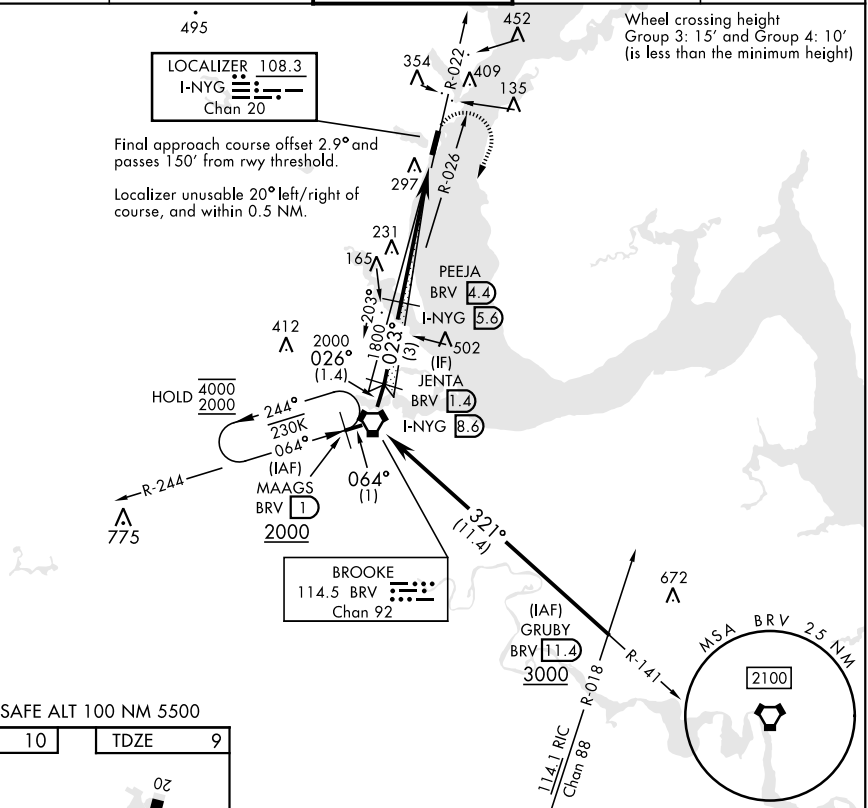 495
452
Wheel crossing height
Group 3: 15’ and Group 4: 10’
(is less than the minimum height)
LOCALIZER 108.3
I-NYG
Chan 20
354
R-022
409
135
Final approach course offset 2.9° and
passes 150’ from rwy threshold.
297
R-026
Localizer unusable 20° left/right of
course, and within 0.5 NM.
231
165
PEEJA
BRV 4.4
I-NYG 5.6
203°
1800
023°
(3)
412
2000
026°
(1.4)
502
(IF)
JENTA
BRV 1.4
I-NYG 8.6
HOLD 4000
2000
244°
230K
064°
(IAF)
MAAGS
BRV 1
2000
064°
(1)
R-244
775
321°
(11.4)
BROOKE
114.5 BRV
Chan 92
672
(IAF)
GRUBY
BRV 11.4
3000
R-018
R-141
114.1 RIC
Chan 88
MSA BRV 25 NM
2100
SAFE ALT 100 NM 5500
10
TDZE 9
20